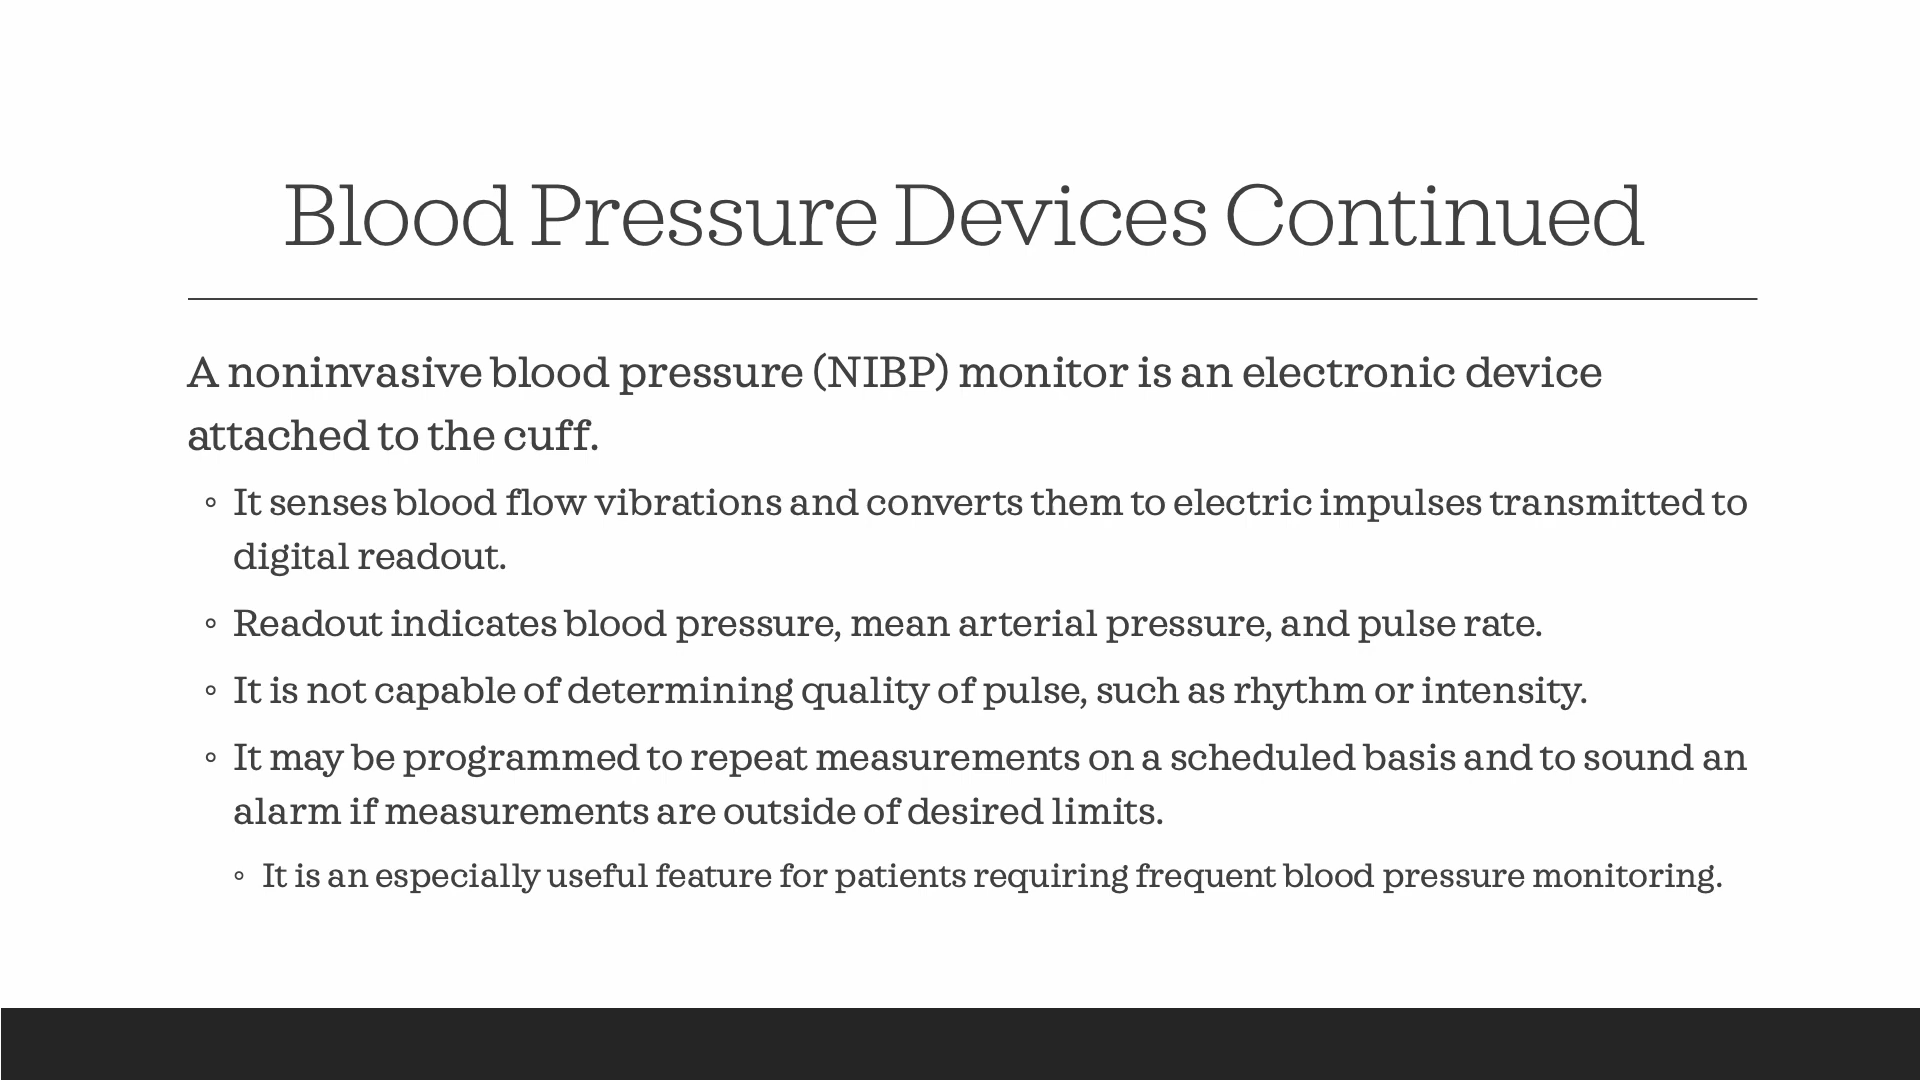 Blood Pressure Devices Continued
A noninvasive blood pressure (NIBP) monitor is an electronic device
attached to the cuff.
◦ It senses blood flow vibrations and converts them to electric impulses transmitted to
digital readout.
◦ Readout indicates blood pressure, mean arterial pressure, and pulse rate.
◦ It is not capable of determining quality of pulse, such as rhythm or intensity.
◦ It may be programmed to repeat measurements on a scheduled basis and to sound an
alarm if measurements are outside of desired limits.
◦ It is an especially useful feature for patients requiring frequent blood pressure monitoring.